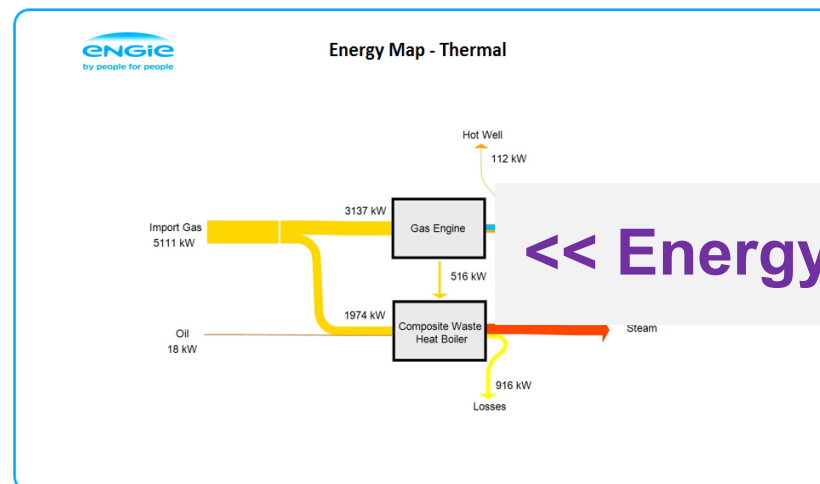 ENGIE
by people for people
Energy Map - Thermal
Hot Well
112 kW
3137 kW
Import Gas
5111 kW
Gas Engine
<< Energy
516 kW
1974 kW
Composite Waste
Heat Boiler
Steam
Oil
18 kW
916 kW
Losses